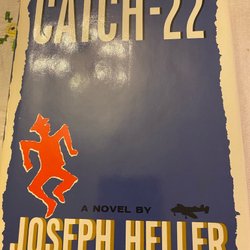 CATCH-22
A NOVEL BY
JOSEPH HELLER